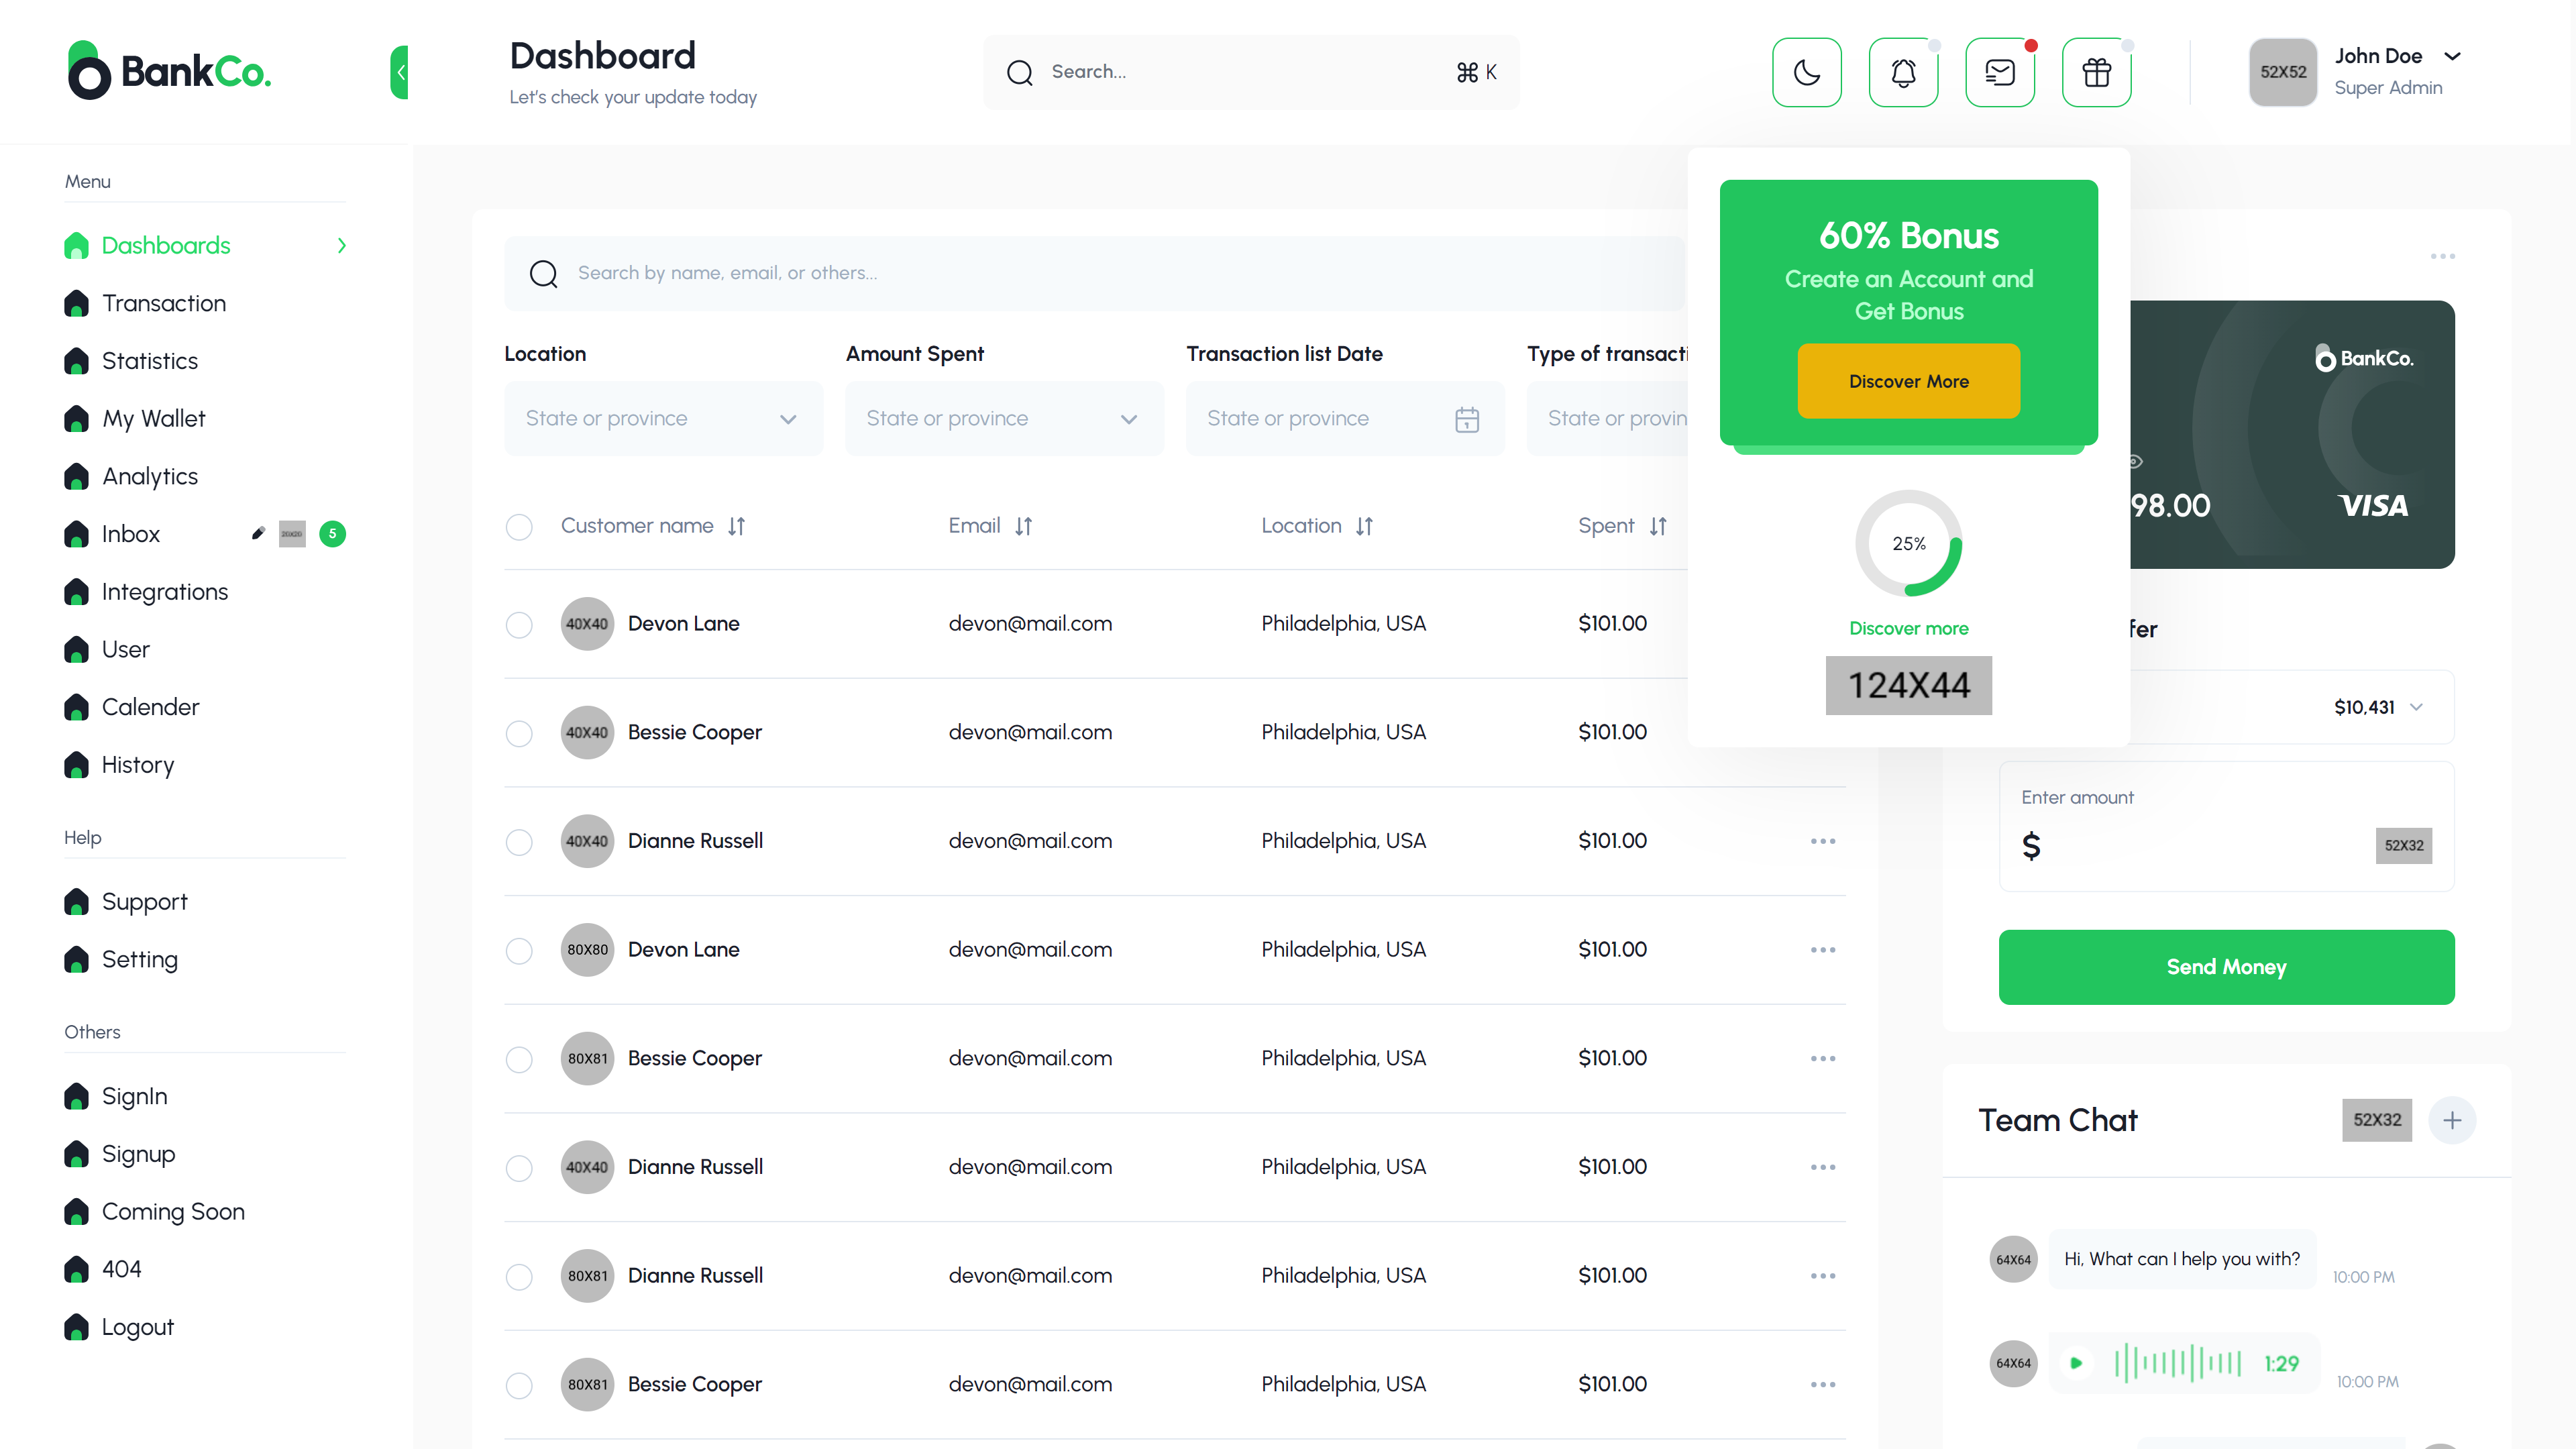 BankCo.
Dashboard
Let's check your update today
Search...
⌘ K
52X52
John Doe
Super Admin
Menu
Dashboards
Transaction
Statistics
My Wallet
Analytics
Inbox
20X20
5
Integrations
User
Calender
History
Help
Support
Setting
Others
SignIn
Signup
Coming Soon
404
Logout
Search by name, email, or others...
Location
Amount Spent
Transaction list Date
Type of transacti
State or province
State or province
State or province
1
State or provin
Customer name
Email
Location
Spent
40X40
Devon Lane
devon@mail.com
Philadelphia, USA
$101.00
40X40
Bessie Cooper
devon@mail.com
Philadelphia, USA
$101.00
40X40
Dianne Russell
devon@mail.com
Philadelphia, USA
$101.00
80X80
Devon Lane
devon@mail.com
Philadelphia, USA
$101.00
80X81
Bessie Cooper
devon@mail.com
Philadelphia, USA
$101.00
40X40
Dianne Russell
devon@mail.com
Philadelphia, USA
$101.00
80X81
Dianne Russell
devon@mail.com
Philadelphia, USA
$101.00
80X81
Bessie Cooper
devon@mail.com
Philadelphia, USA
$101.00
60% Bonus
Create an Account and
Get Bonus
Discover More
25%
Discover more
124X44
BankCo.
98.00
VISA
fer
$10,431
Enter amount
$
52X32
Send Money
Team Chat
52X32
64X64
Hi, What can I help you with?
10:00 PM
64X64
1:29
10:00 PM